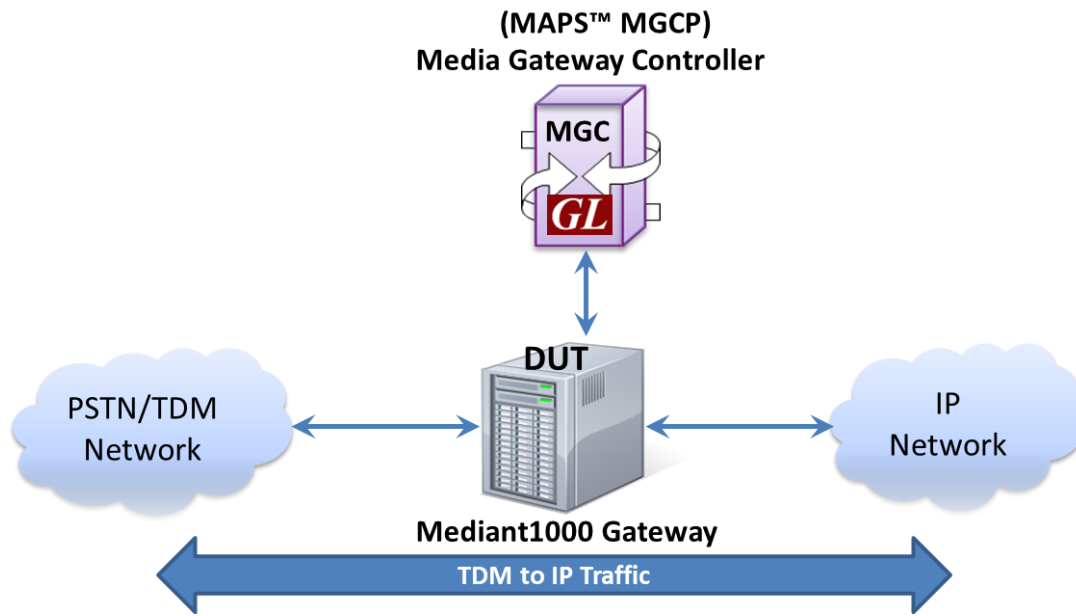 (MAPS™ MGCP)
Media Gateway Controller
MGC
GL
DUT
PSTN/TDM
Network
IP
Network
Mediant1000 Gateway
TDM to IP Traffic